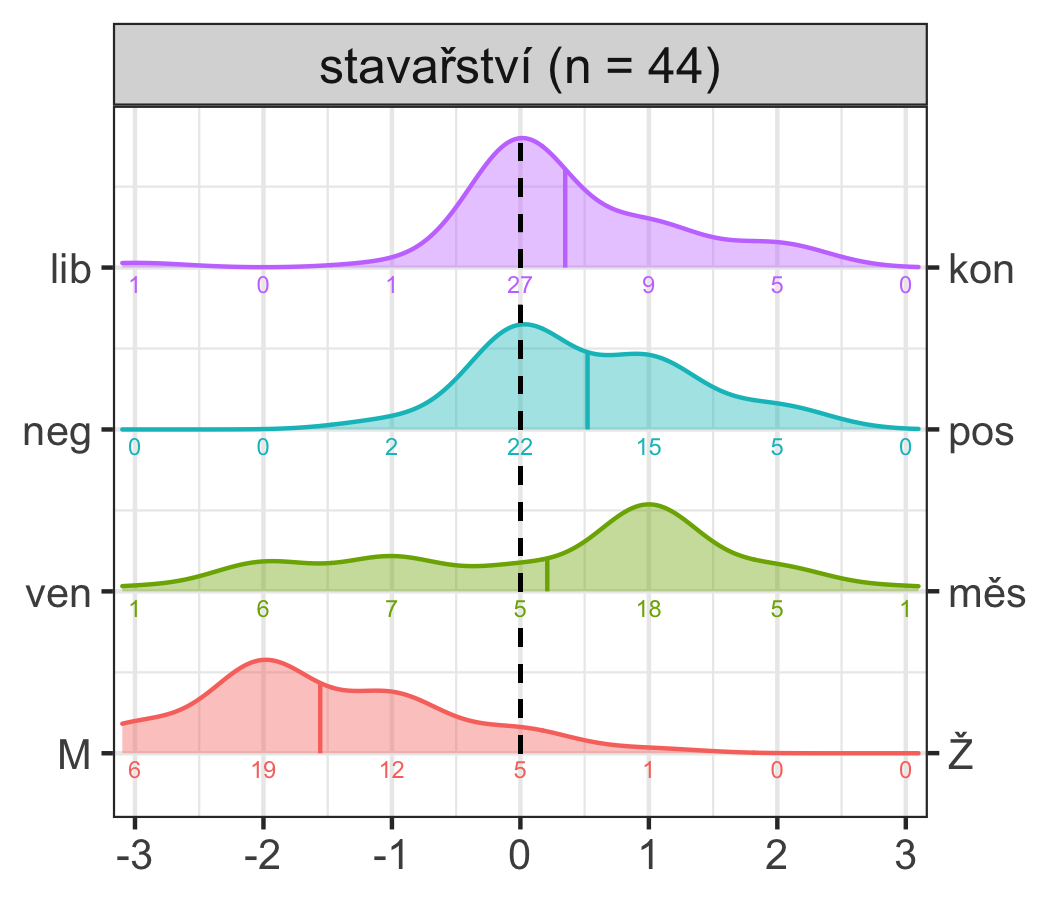 stavařství (n = 44)
lib kon
1 0 1 27 9 5 0
neg pos
0 0 2 22 15 5 0
ven měs
1 6 7 5 18 5 1
M Ž
6 19 12 5 1 0 0
-3 -2 -1 0 1 2 3